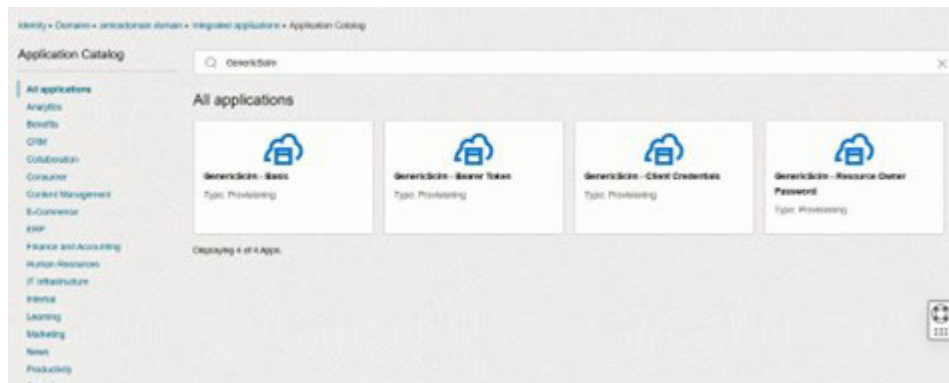 Identity • Domains • domain • Integrated applications • Application Catalog
Application Catalog
GenericScim
All applications
Analytics
Benefits
CRM
Collaboration
Consumer
Content Management
E-Commerce
ERP
Finance and Accounting
Human Resources
IT Infrastructure
Internal
Learning
Marketing
News
Productivity
All applications
GenericScim - Basic
Type: Provisioning
GenericScim - Bearer Token
Type: Provisioning
GenericScim - Client Credentials
Type: Provisioning
GenericScim - Resource Owner
Password
Type: Provisioning
Displaying 4 of 4 Apps.